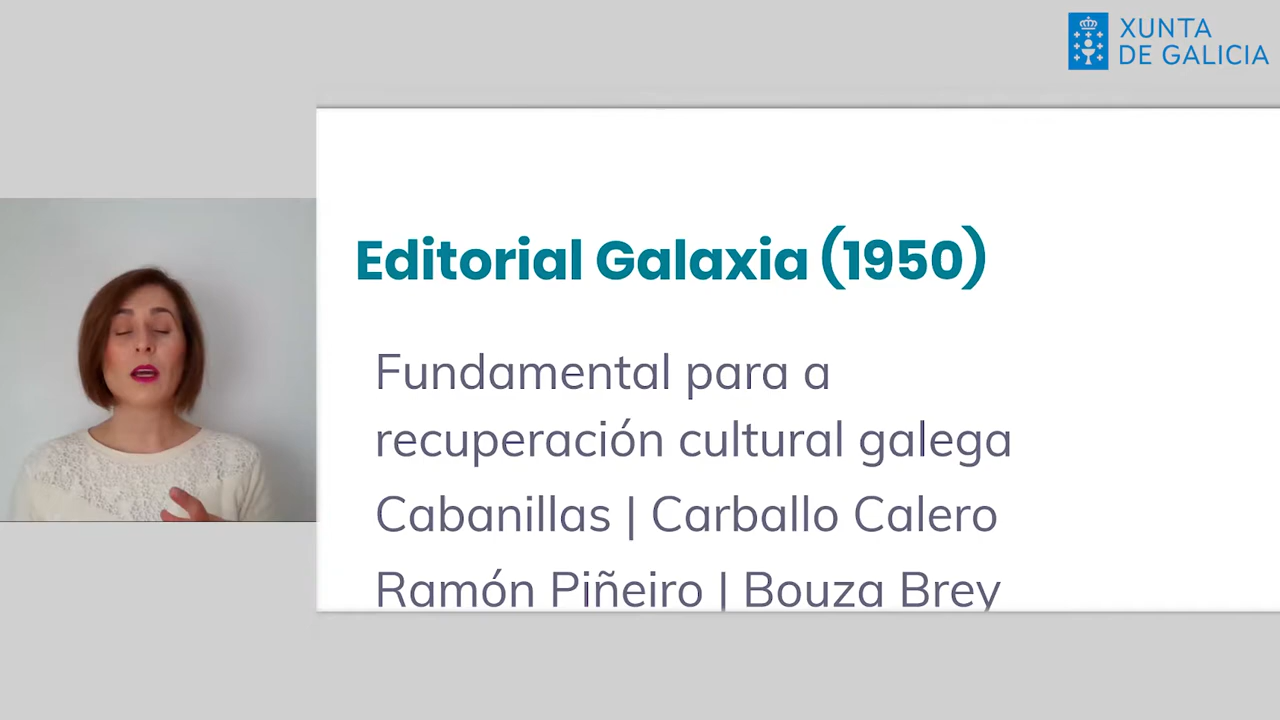 XUNTA
DE GALICIA
Editorial Galaxia (1950)
Fundamental para a
recuperación cultural galega
Cabanillas | Carballo Calero
Ramón Piñeiro | Bouza Brey